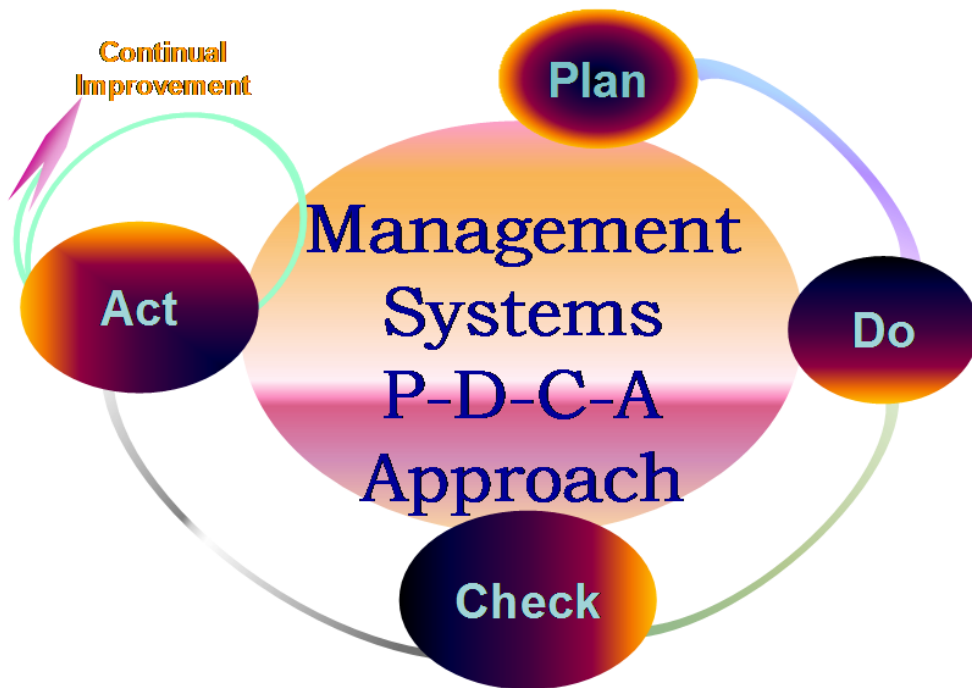 Continual
Improvement
Plan
Management
Systems
P-D-C-A
Approach
Act
Do
Check